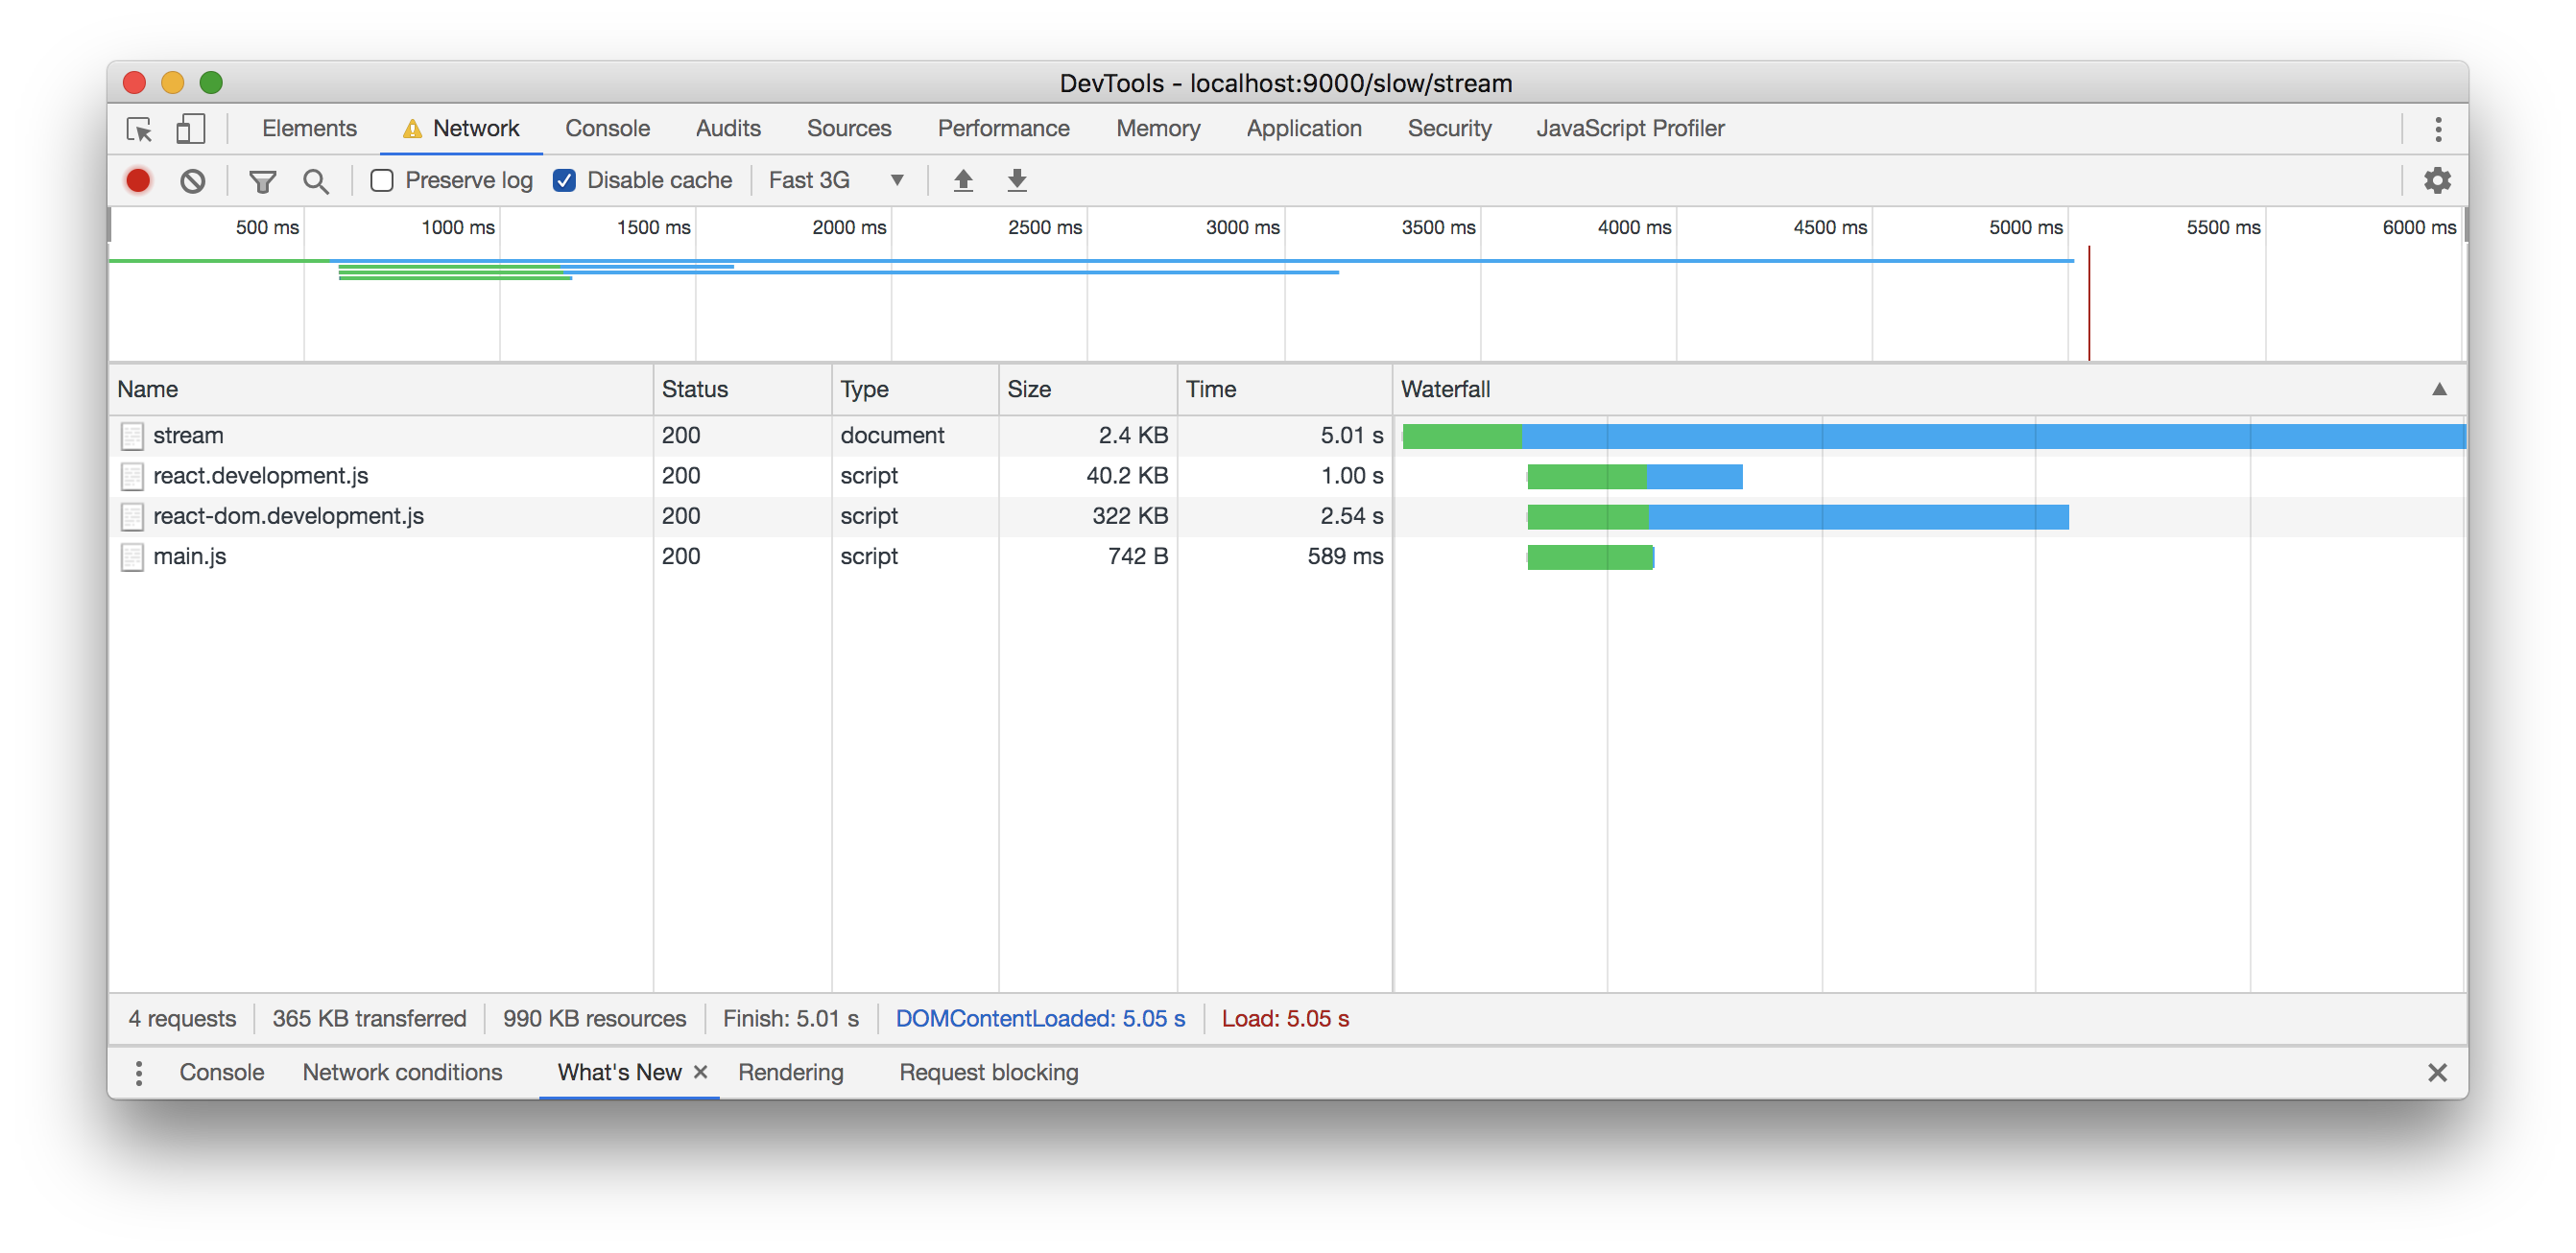 DevTools - localhost:9000/slow/stream
Elements Network Console Audits Sources Performance Memory Application Security JavaScript Profiler
Preserve log Disable cache Fast 3G
500 ms 1000 ms 1500 ms 2000 ms 2500 ms 3000 ms 3500 ms 4000 ms 4500 ms 5000 ms 5500 ms 6000 ms
Name Status Type Size Time Waterfall
stream 200 document 2.4 KB 5.01 s
react.development.js 200 script 40.2 KB 1.00 s
react-dom.development.js 200 script 322 KB 2.54 s
main.js 200 script 742 B 589 ms
4 requests 365 KB transferred 990 KB resources Finish: 5.01 s DOMContentLoaded: 5.05 s Load: 5.05 s
Console Network conditions What's New Rendering Request blocking